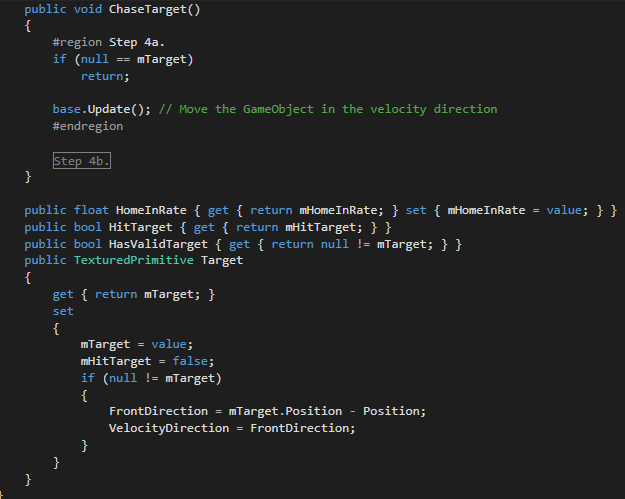 public void ChaseTarget()
{
    #region Step 4a.
    if (null == mTarget)
        return;

    base.Update(); // Move the GameObject in the velocity direction
    #endregion

    Step 4b.
}

public float HomeInRate { get { return mHomeInRate; } set { mHomeInRate = value; } }
public bool HitTarget { get { return mHitTarget; } }
public bool HasValidTarget { get { return null != mTarget; } }
public TexturedPrimitive Target
{
    get { return mTarget; }
    set
    {
        mTarget = value;
        mHitTarget = false;
        if (null != mTarget)
        {
            FrontDirection = mTarget.Position - Position;
            VelocityDirection = FrontDirection;
        }
    }
}
}